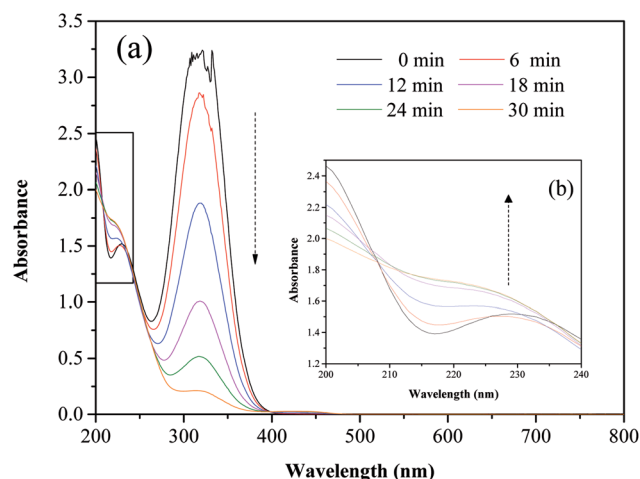 (a)
0 min
6 min
12 min
18 min
24 min
30 min
3.5
3.0
2.5
2.0
1.5
1.0
0.5
0.0
Absorbance
200
300
400
500
600
700
800
Wavelength (nm)
(b)
2.4
2.2
2.0
1.8
1.6
1.4
1.2
Absorbance
200
210
220
230
240
Wavelength (nm)